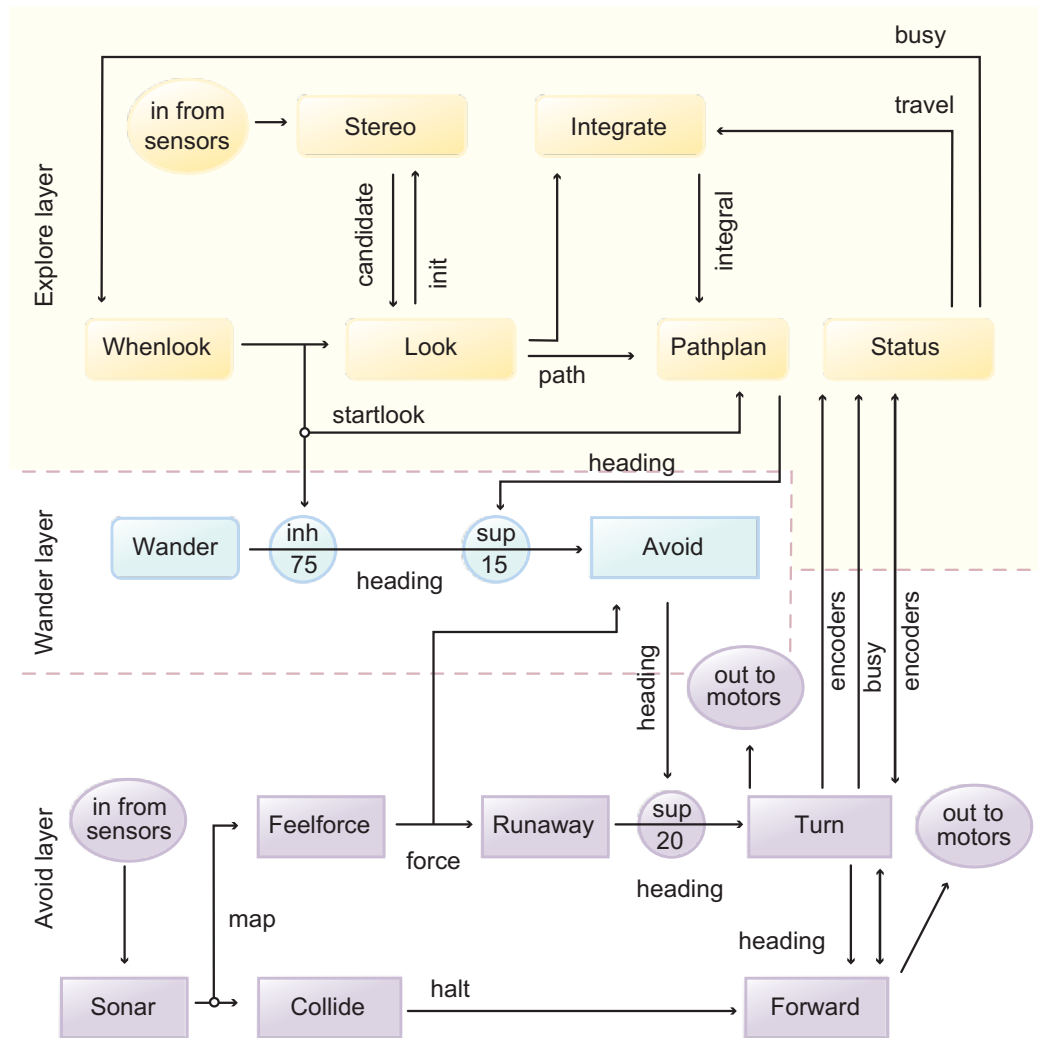 busy
travel
in from
sensors
Stereo
Integrate
Explore layer
candidate
init
integral
Whenlook
Look
Pathplan
Status
path
startlook
heading
Wander layer
Wander
inh
75
heading
sup
15
Avoid
encoders
busy
encoders
heading
out to
motors
Avoid layer
in from
sensors
Feelforce
force
Runaway
sup
20
heading
Turn
out to
motors
map
heading
Sonar
Collide
halt
Forward